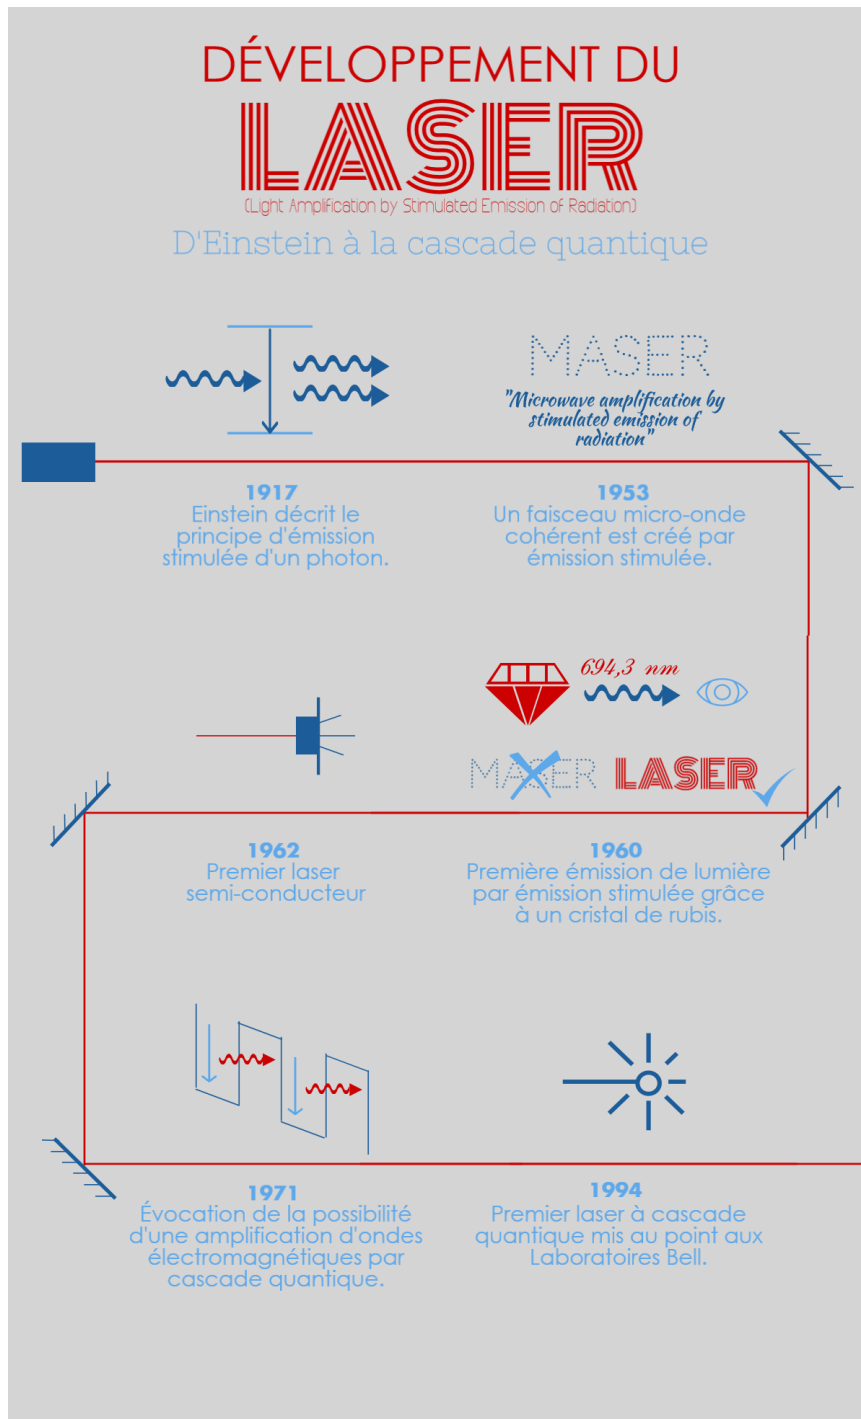 DÉVELOPPEMENT DU
LASER
(Light Amplification by Stimulated Emission of Radiation)
D'Einstein à la cascade quantique
MASER
"Microwave amplification by
stimulated emission of
radiation"
1917
Einstein décrit le
principe d'émission
stimulée d'un photon.
1953
Un faisceau micro-onde
cohérent est créé par
émission stimulée.
694,3 nm
MASER LASER
1960
Première émission de lumière
par émission stimulée grâce
à un cristal de rubis.
1962
Premier laser
semi-conducteur
1971
Évocation de la possibilité
d'une amplification d'ondes
électromagnétiques par
cascade quantique.
1994
Premier laser à cascade
quantique mis au point aux
Laboratoires Bell.